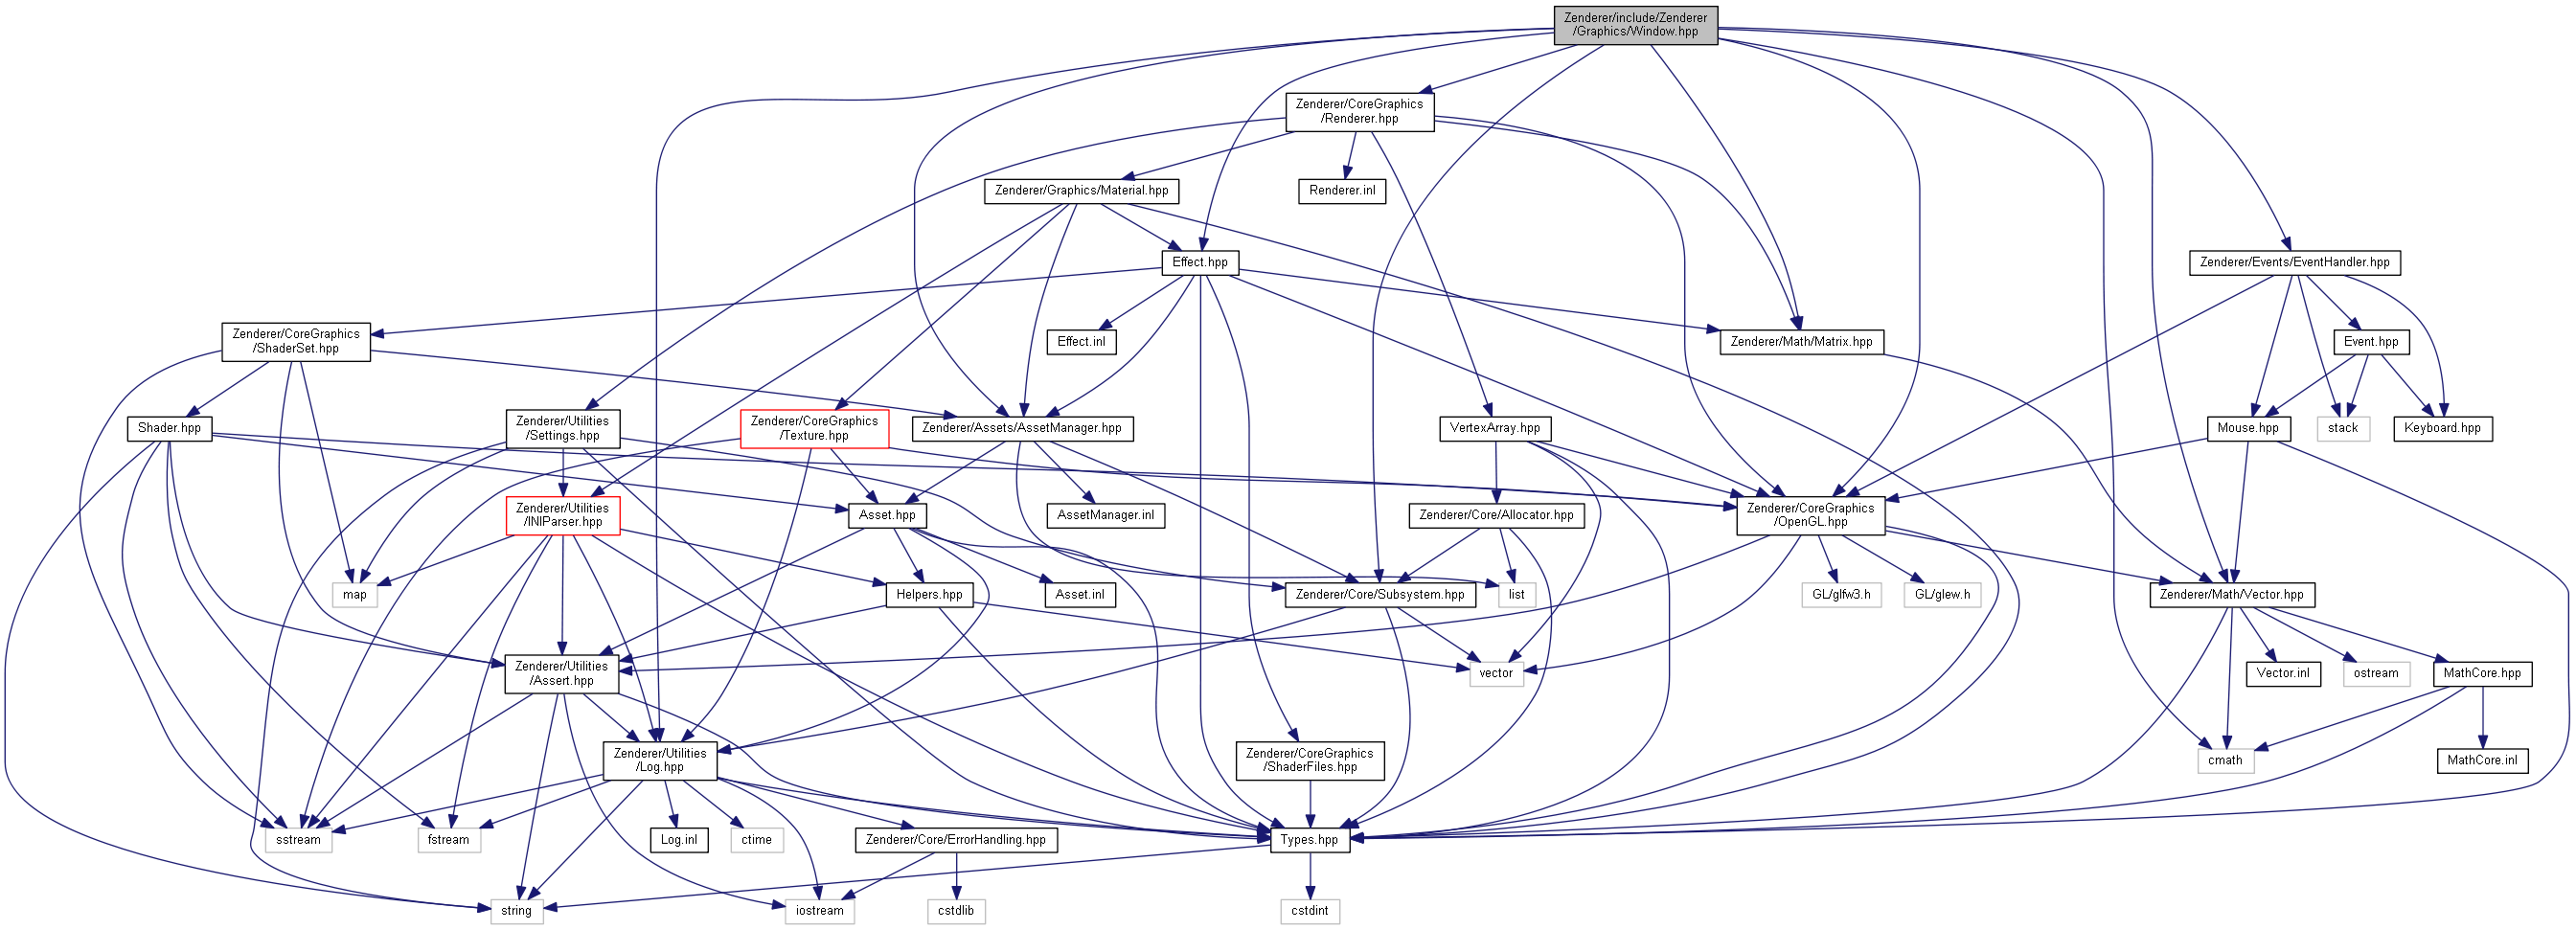 Zenderer/include/Zenderer
/Graphics/Window.hpp
Zenderer/CoreGraphics
/Renderer.hpp
Zenderer/Graphics/Material.hpp
Renderer.inl
Effect.hpp
Zenderer/Events/EventHandler.hpp
Zenderer/CoreGraphics
/ShaderSet.hpp
Effect.inl
Zenderer/Math/Matrix.hpp
Event.hpp
Shader.hpp
Zenderer/Utilities
/Settings.hpp
Zenderer/CoreGraphics
/Texture.hpp
Zenderer/Assets/AssetManager.hpp
VertexArray.hpp
Mouse.hpp
stack
Keyboard.hpp
Zenderer/Utilities
/INIParser.hpp
Asset.hpp
AssetManager.inl
Zenderer/Core/Allocator.hpp
Zenderer/CoreGraphics
/OpenGL.hpp
map
Helpers.hpp
Asset.inl
Zenderer/Core/Subsystem.hpp
list
GL/glfw3.h
GL/glew.h
Zenderer/Math/Vector.hpp
Zenderer/Utilities
/Assert.hpp
vector
Vector.inl
ostream
MathCore.hpp
Zenderer/Utilities
/Log.hpp
Zenderer/CoreGraphics
/ShaderFiles.hpp
cmath
MathCore.inl
sstream
fstream
Log.inl
ctime
Zenderer/Core/ErrorHandling.hpp
Types.hpp
string
iostream
cstdlib
cstdint